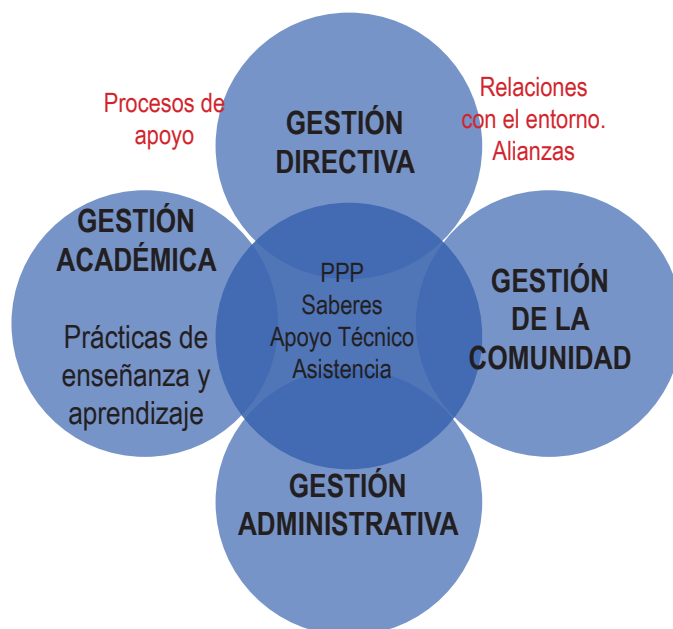 Procesos de
apoyo
GESTIÓN
DIRECTIVA
Relaciones
con el entorno.
Alianzas
GESTIÓN
ACADÉMICA
Prácticas de
enseñanza y
aprendizaje
PPP
Saberes
Apoyo Técnico
Asistencia
GESTIÓN
DE LA
COMUNIDAD
GESTIÓN
ADMINISTRATIVA